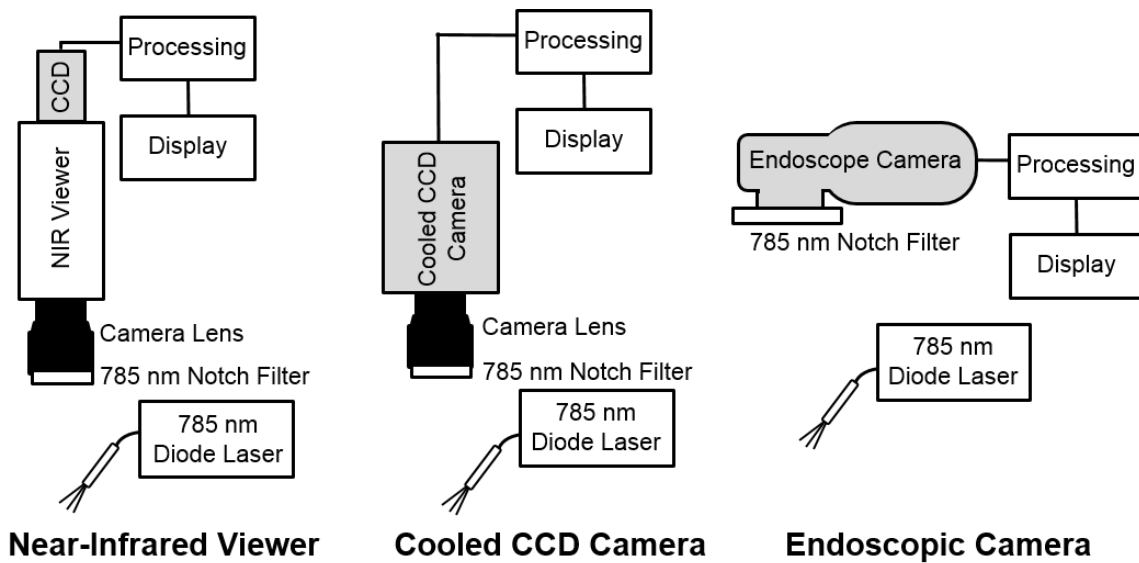 Processing
CCD
Display
NIR Viewer
Camera Lens
785 nm Notch Filter
785 nm
Diode Laser
Near-Infrared Viewer
Processing
Display
Cooled CCD
Camera
Camera Lens
785 nm Notch Filter
785 nm
Diode Laser
Cooled CCD Camera
Endoscope Camera
Processing
785 nm Notch Filter
Display
785 nm
Diode Laser
Endoscopic Camera